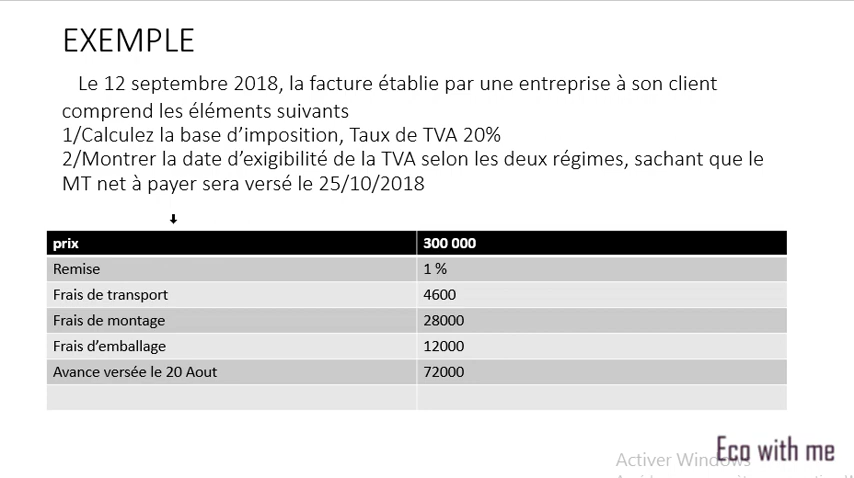 EXEMPLE
Le 12 septembre 2018, la facture établie par une entreprise à son client
comprend les éléments suivants
1/Calculez la base d'imposition, Taux de TVA 20%
2/Montrer la date d'exigibilité de la TVA selon les deux régimes, sachant que le
MT net à payer sera versé le 25/10/2018
prix 300 000
Remise 1 %
Frais de transport 4600
Frais de montage 28000
Frais d'emballage 12000
Avance versée le 20 Aout 72000
Eco with me
Activer Windows